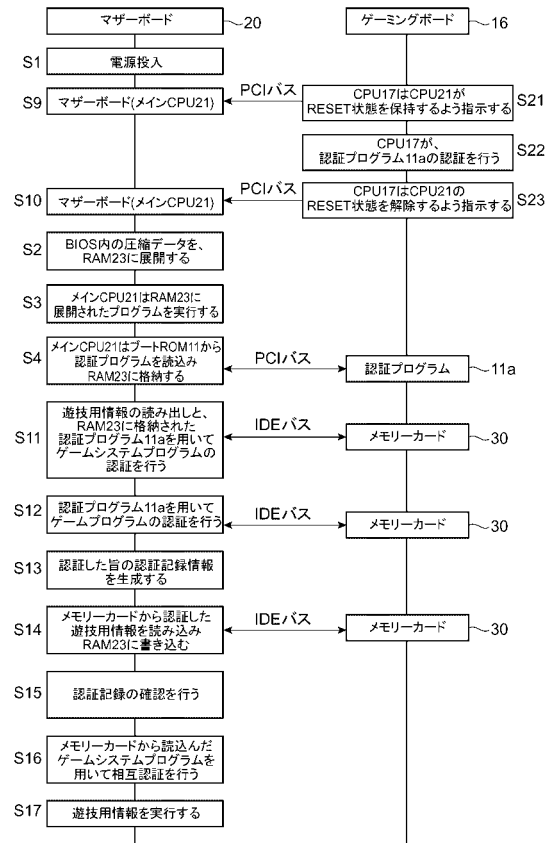 マザーボード
20
ゲーミングボード
16
S1
電源投入
S9
マザーボード(メインCPU21)
PCIバス
CPU17はCPU21が
RESET状態を保持するよう指示する
S21
CPU17が、
認証プログラム11aの認証を行う
S22
S10
マザーボード(メインCPU21)
PCIバス
CPU17はCPU21の
RESET状態を解除するよう指示する
S23
S2
BIOS内の圧縮データを、
RAM23に展開する
S3
メインCPU21はRAM23に
展開されたプログラムを実行する
S4
メインCPU21はブートROM11から
認証プログラムを読込み
RAM23に格納する
PCIバス
認証プログラム
11a
S11
遊技用情報の読み出しと、
RAM23に格納された
認証プログラム11aを用いて
ゲームシステムプログラムの
認証を行う
IDEバス
メモリーカード
30
S12
認証プログラム11aを用いて
ゲームプログラムの認証を行う
IDEバス
メモリーカード
30
S13
認証した旨の認証記録情報
を生成する
S14
メモリーカードから認証した
遊技用情報を読み込み
RAM23に書き込む
IDEバス
メモリーカード
30
S15
認証記録の確認を行う
S16
メモリーカードから読込んだ
ゲームシステムプログラムを
用いて相互認証を行う
S17
遊技用情報を実行する